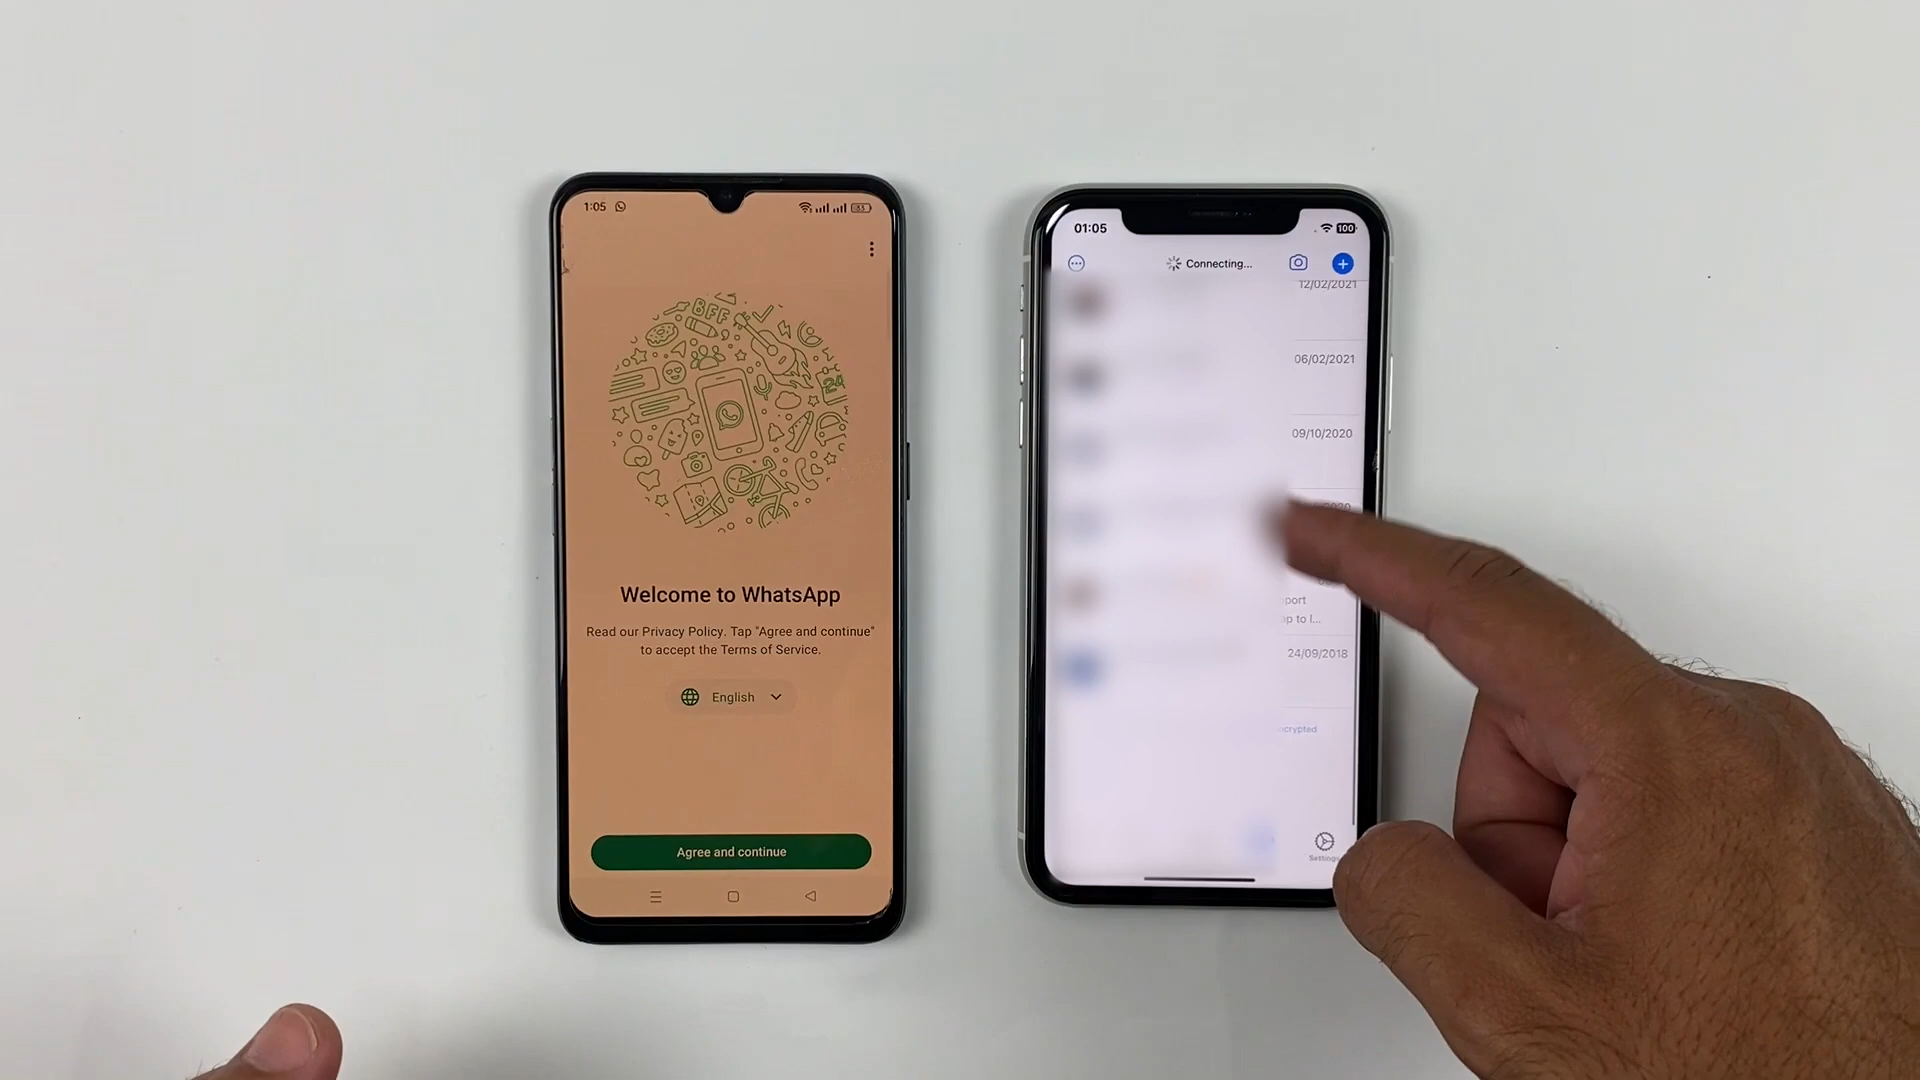 1:05
BFF
24
Welcome to WhatsApp
Read our Privacy Policy. Tap "Agree and continue"
to accept the Terms of Service.
English
Agree and continue
01:05
100
Connecting...
12/02/2021
06/02/2021
09/10/2020
24/09/2018